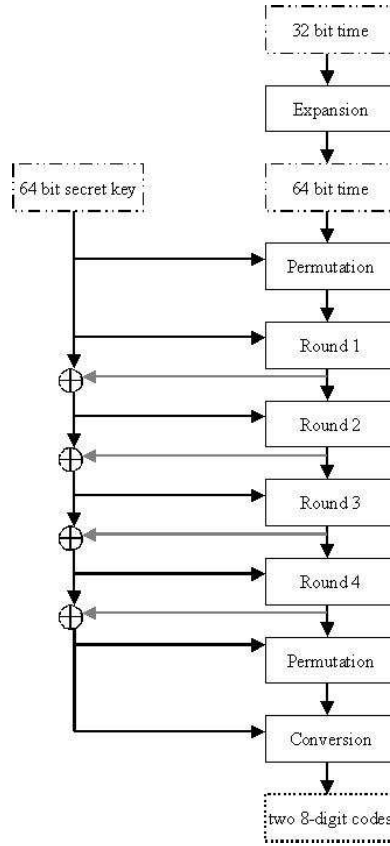 32 bit time
Expansion
64 bit secret key
64 bit time
Permutation
Round 1
Round 2
Round 3
Round 4
Permutation
Conversion
two 8-digit codes